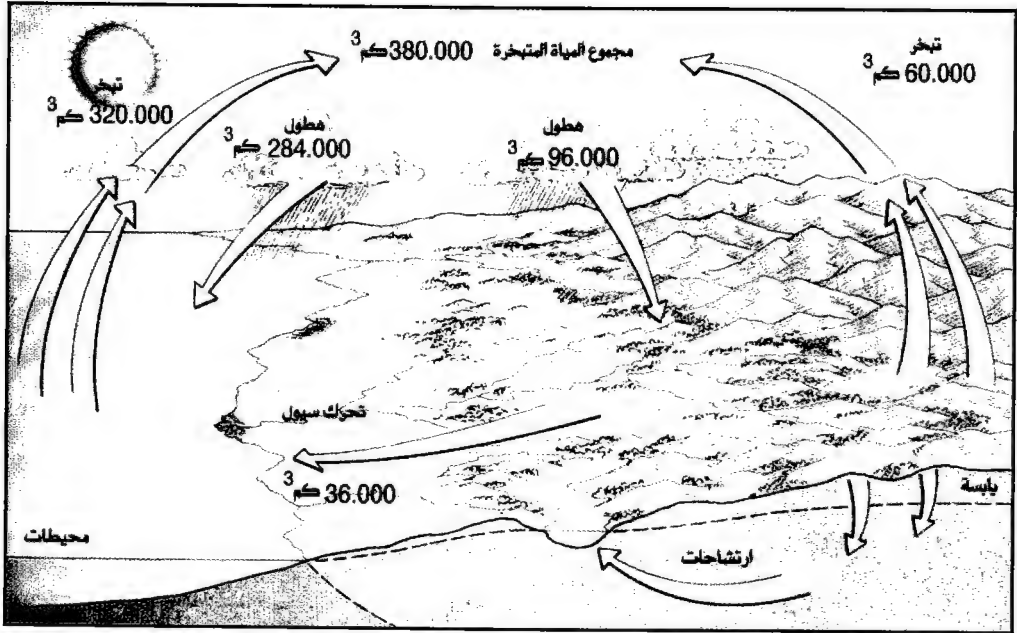 مجموع المياة المتبخرة 380.000 كم3
تبخر
60.000 كم3
تبخر
320.000 كم3
هطول
284.000 كم3
هطول
96.000 كم3
تحرك سيول
36.000 كم3
يابسة
محيطات
ارتشاحات